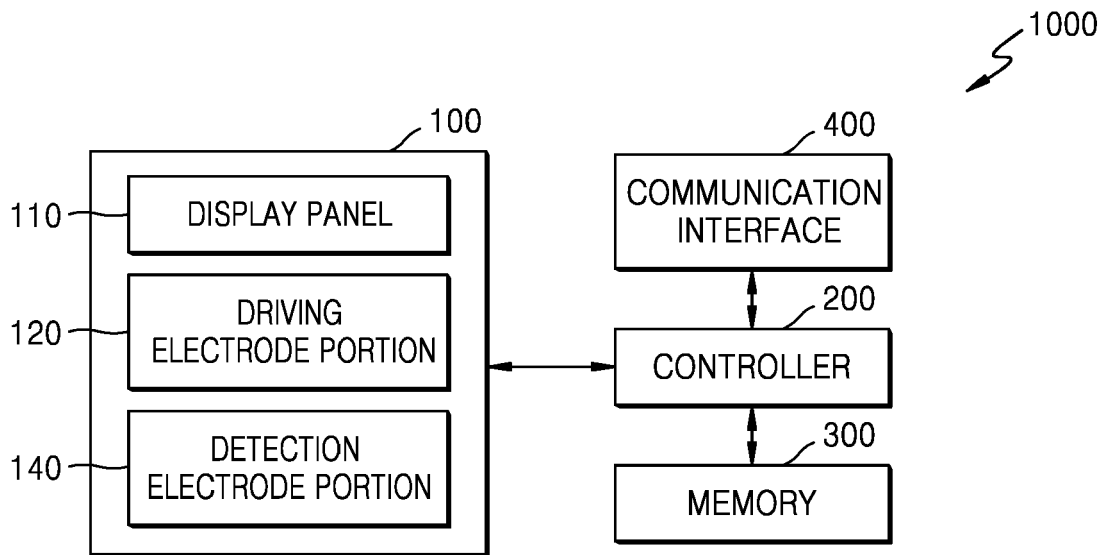 1000
100
110
DISPLAY PANEL
120
DRIVING
ELECTRODE PORTION
140
DETECTION
ELECTRODE PORTION
400
COMMUNICATION
INTERFACE
200
CONTROLLER
300
MEMORY